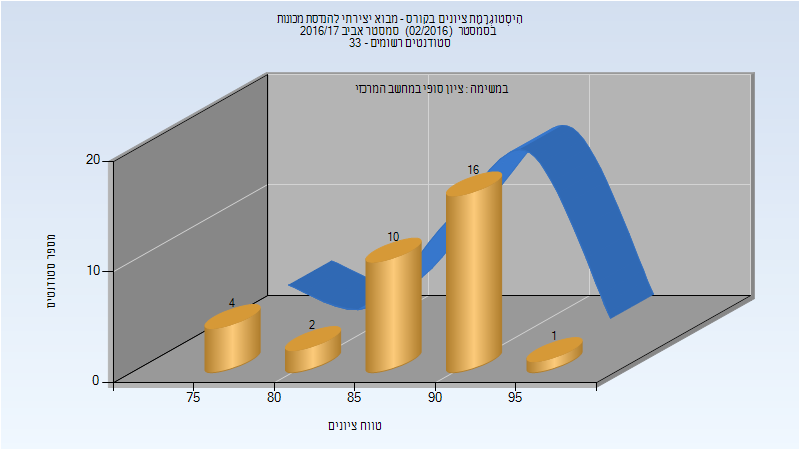 היסטוגרמת ציונים בקורס - מבוא יצירתי להנדסת מכונות
בסמסטר (02/2016) סמסטר אביב 2016/17
סטודנטים רשומים - 33
במשימה : ציון סופי במחשב המרכזי
16
20
10
4
מספר סטודנטים
10
2
1
0
75
80
85
90
95
טווח ציונים